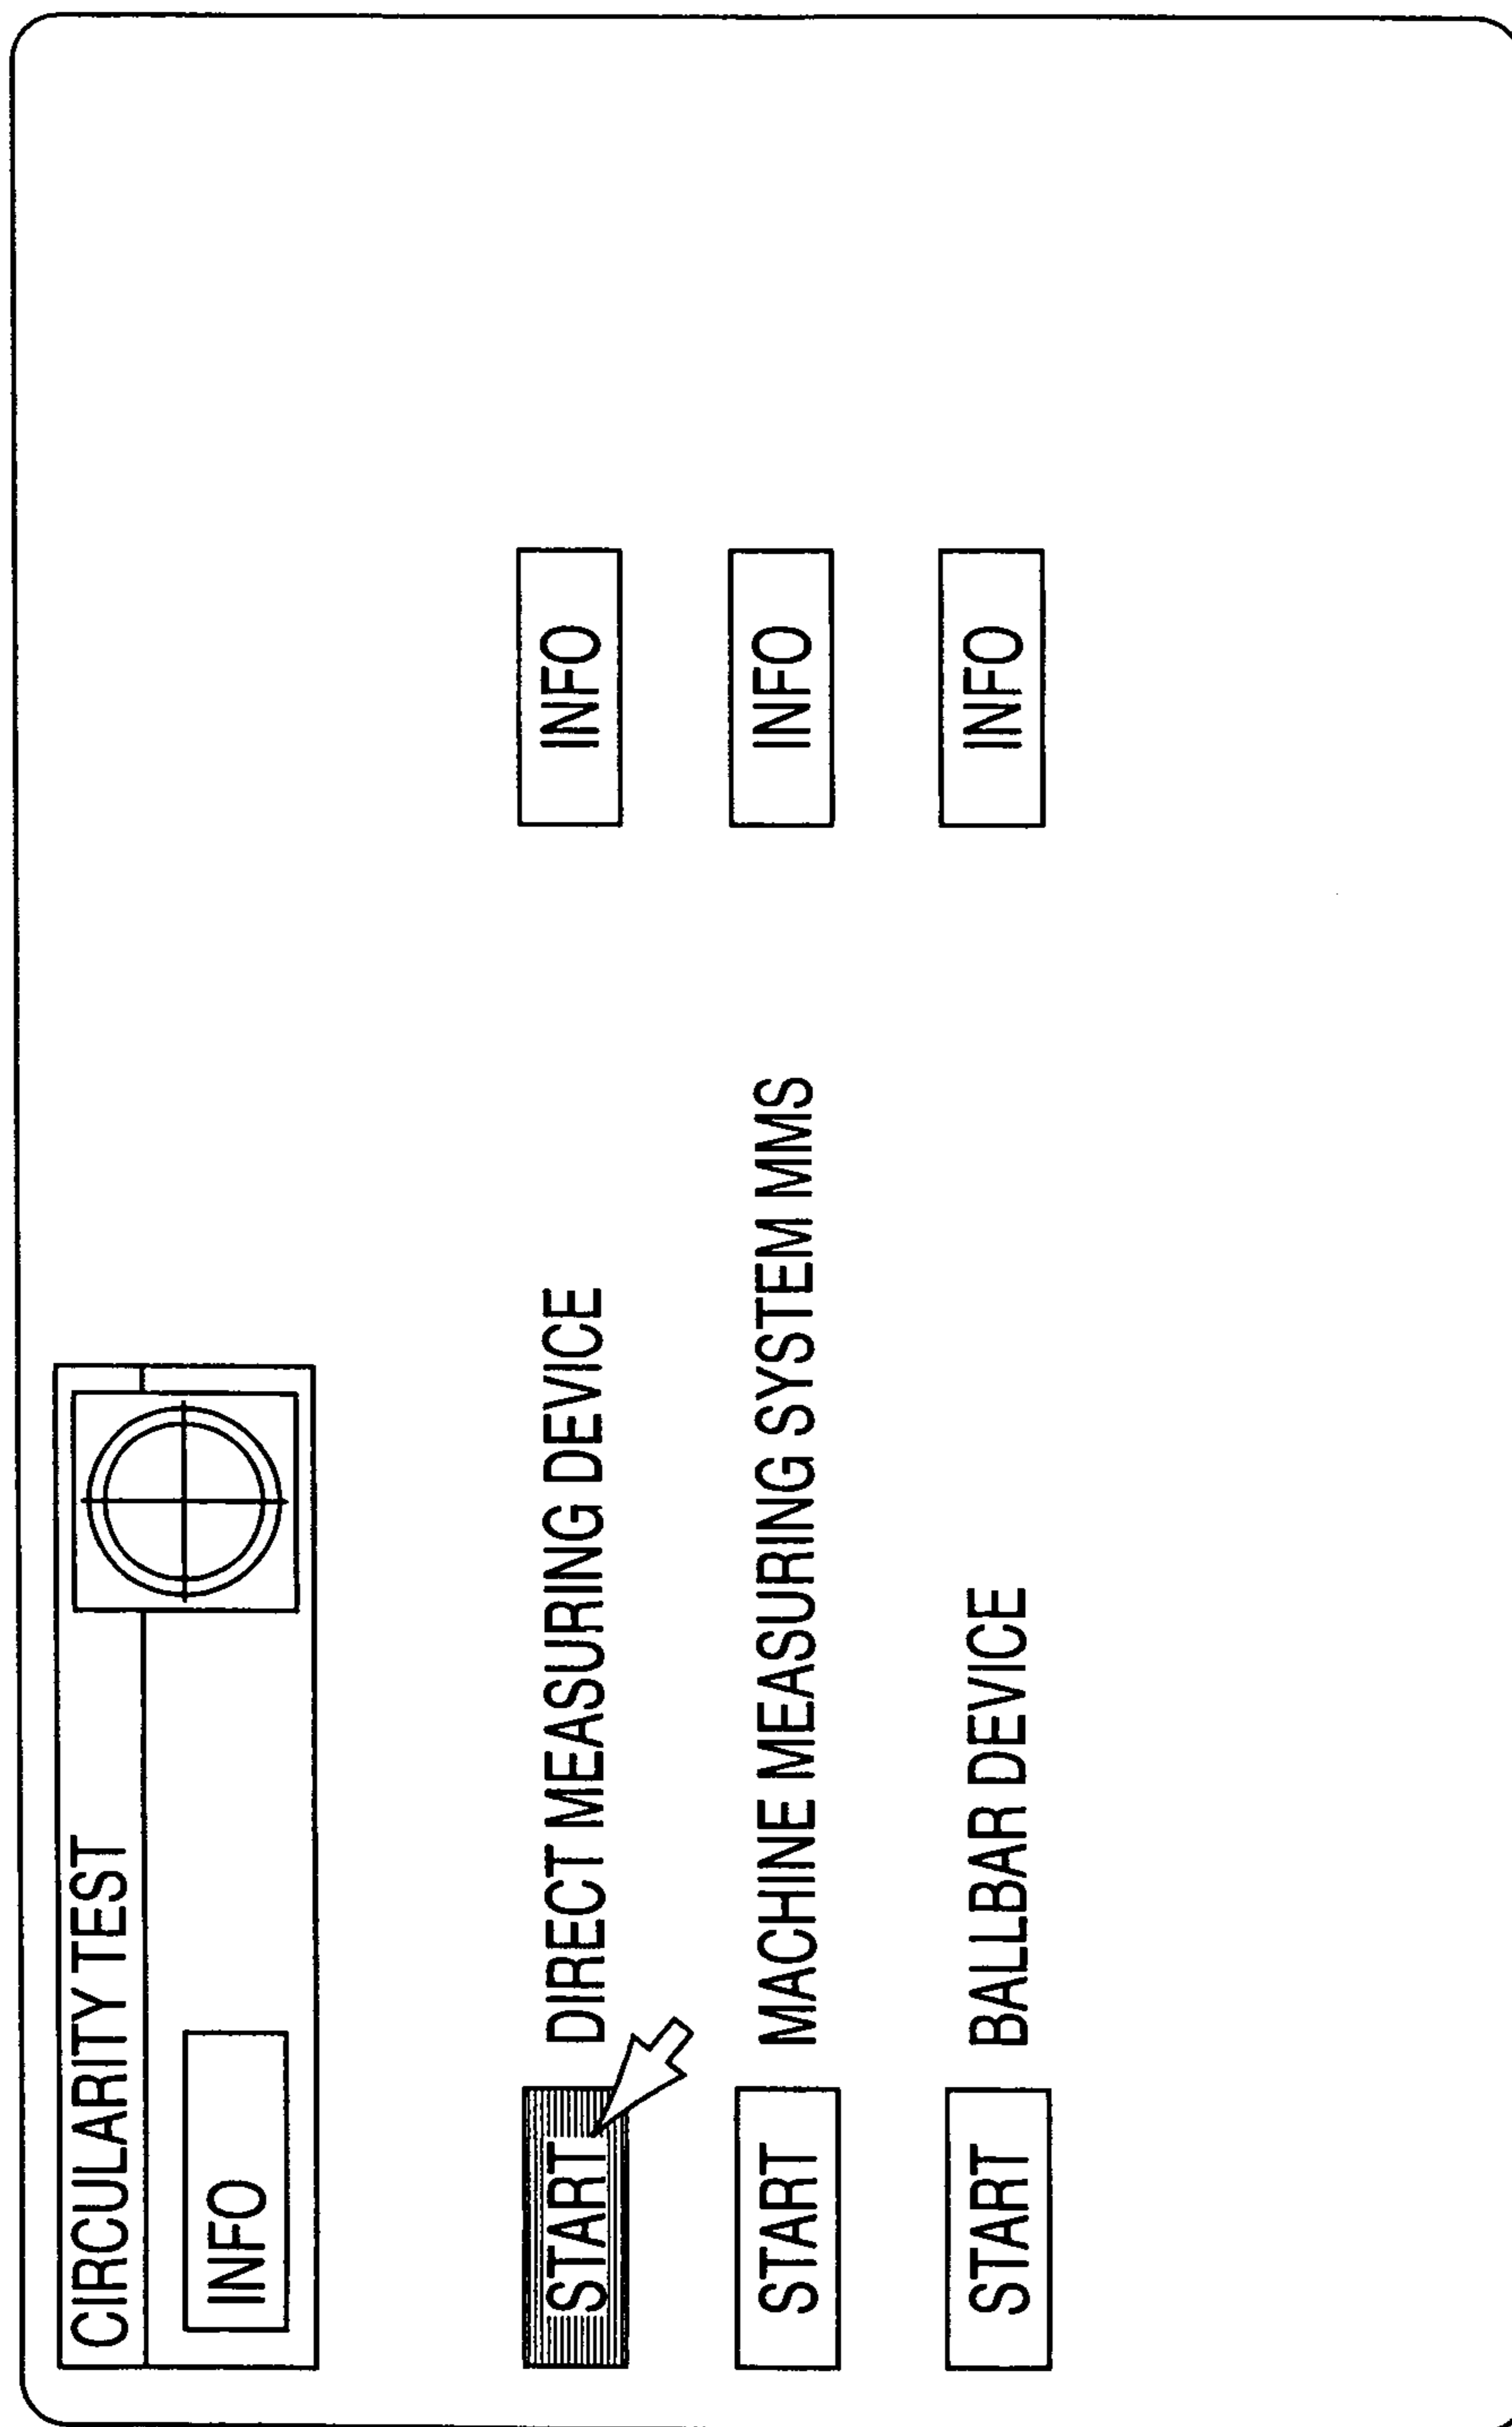 CIRCULARITY TEST
INFO
START DIRECT MEASURING DEVICE INFO
START MACHINE MEASURING SYSTEM MMS INFO
START BALLBAR DEVICE INFO